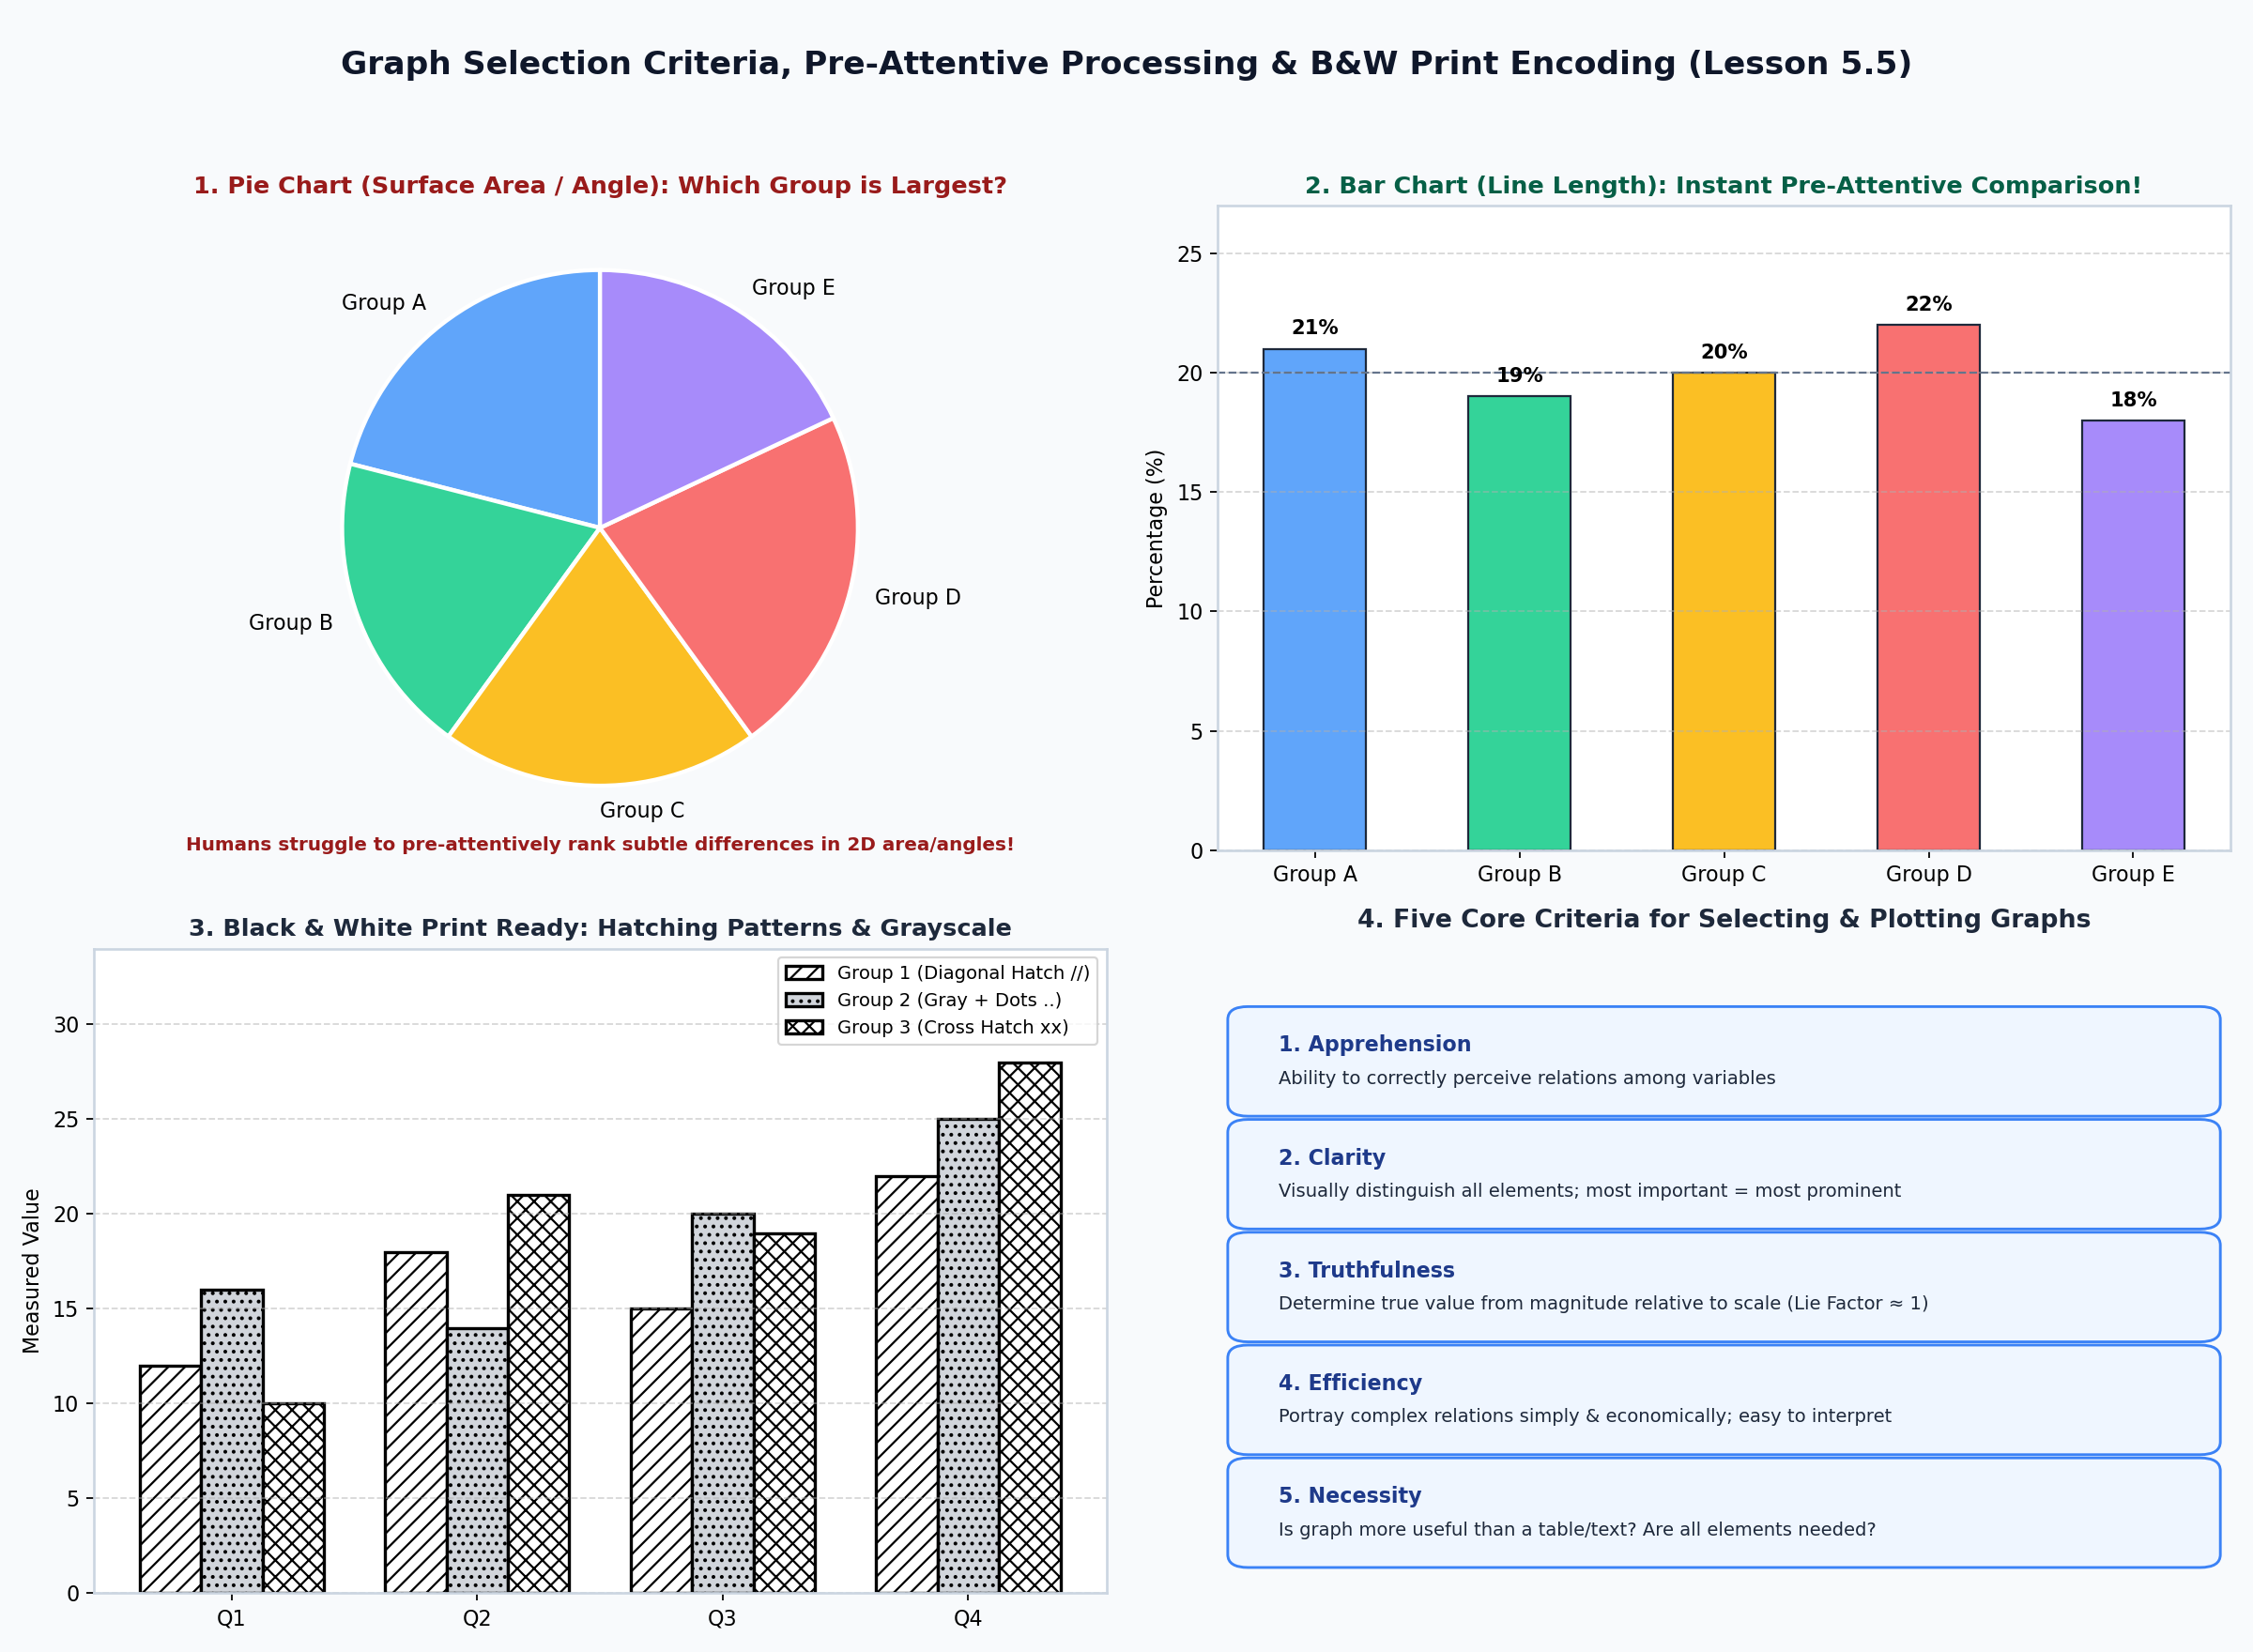 Graph Selection Criteria, Pre-Attentive Processing & B&W Print Encoding (Lesson 5.5)
1. Pie Chart (Surface Area / Angle): Which Group is Largest?
Group A
Group E
Group B
Group D
Group C
Humans struggle to pre-attentively rank subtle differences in 2D area/angles!
2. Bar Chart (Line Length): Instant Pre-Attentive Comparison!
Percentage (%)
25
20
15
10
5
0
21%
19%
20%
22%
18%
Group A
Group B
Group C
Group D
Group E
3. Black & White Print Ready: Hatching Patterns & Grayscale
Group 1 (Diagonal Hatch //)
Group 2 (Gray + Dots ..)
Group 3 (Cross Hatch xx)
Measured Value
30
25
20
15
10
5
0
Q1
Q2
Q3
Q4
4. Five Core Criteria for Selecting & Plotting Graphs
1. Apprehension
Ability to correctly perceive relations among variables
2. Clarity
Visually distinguish all elements; most important = most prominent
3. Truthfulness
Determine true value from magnitude relative to scale (Lie Factor ≈ 1)
4. Efficiency
Portray complex relations simply & economically; easy to interpret
5. Necessity
Is graph more useful than a table/text? Are all elements needed?